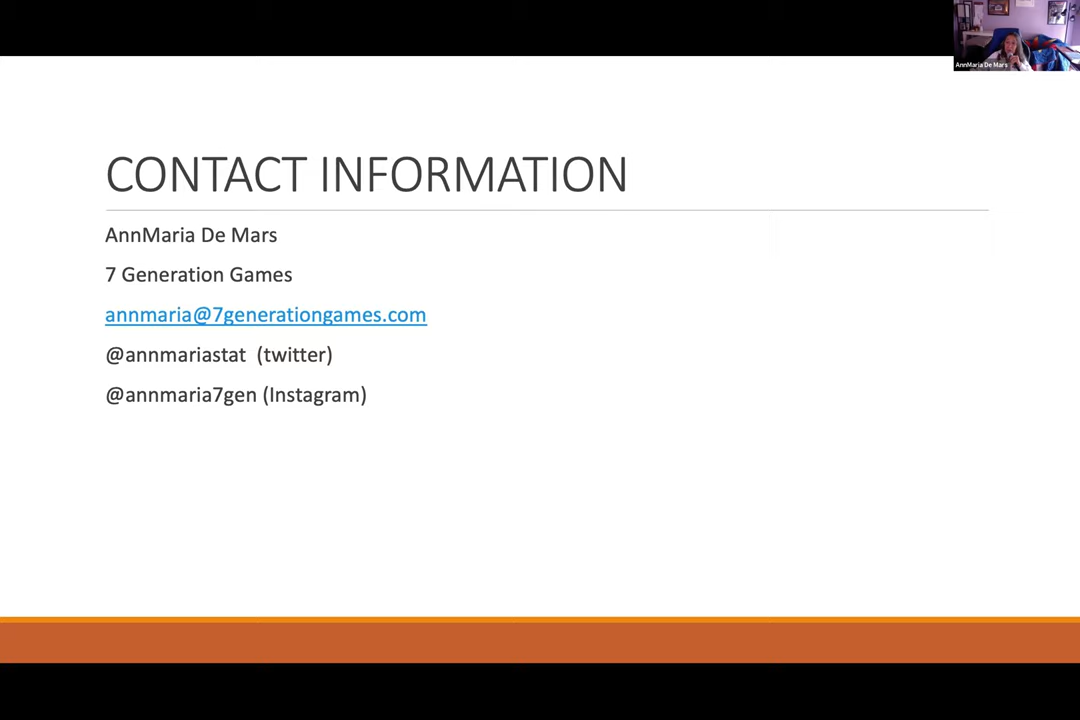 AnnMaria De Mars
CONTACT INFORMATION
AnnMaria De Mars
7 Generation Games
annmaria@7generationgames.com
@annmariastat (twitter)
@annmaria7gen (Instagram)